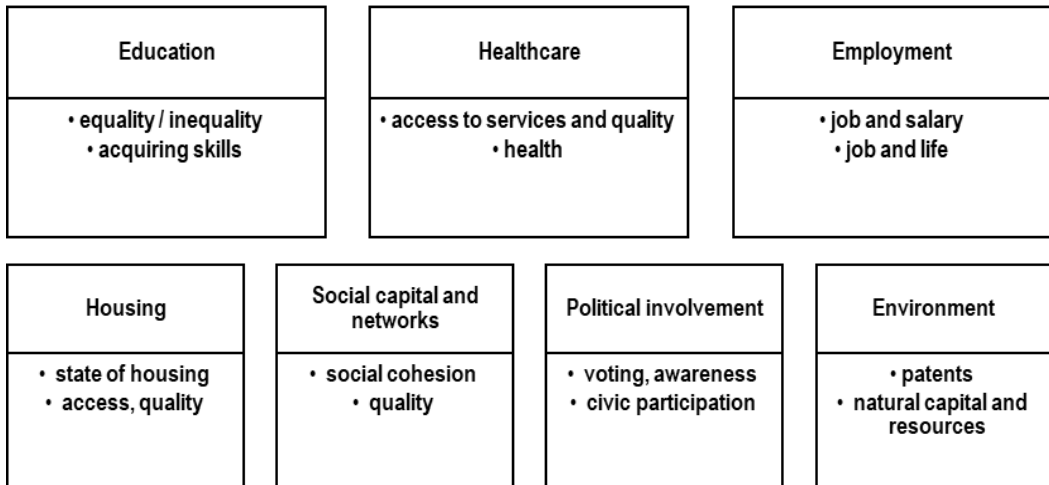 Education
• equality / inequality
• acquiring skills
Healthcare
• access to services and quality
• health
Employment
• job and salary
• job and life
Housing
• state of housing
• access, quality
Social capital and
networks
• social cohesion
• quality
Political involvement
• voting, awareness
• civic participation
Environment
• patents
• natural capital and
resources